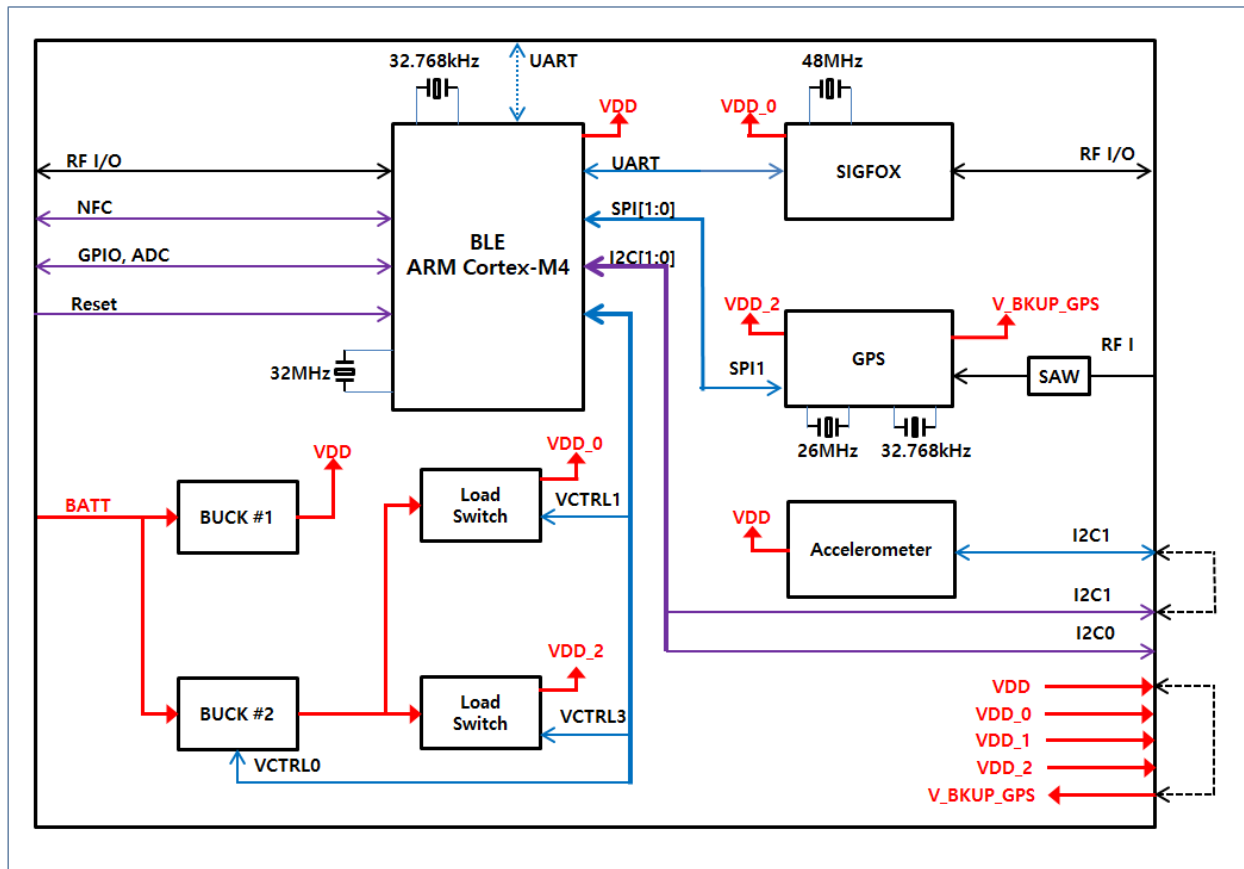 32.768kHz
UART
48MHz
VDD
VDD_0
RF I/O
UART
SIGFOX
RF I/O
NFC
SPI[1:0]
BLE
ARM Cortex-M4
GPIO, ADC
I2C[1:0]
Reset
VDD_2
V_BKUP_GPS
RF I
GPS
SAW
32MHz
SPI1
26MHz
32.768kHz
VDD
VDD_0
BATT
BUCK #1
Load
Switch
VCTRL1
VDD
Accelerometer
I2C1
I2C1
I2C0
VDD_2
BUCK #2
Load
Switch
VCTRL3
VCTRL0
VDD
VDD_0
VDD_1
VDD_2
V_BKUP_GPS